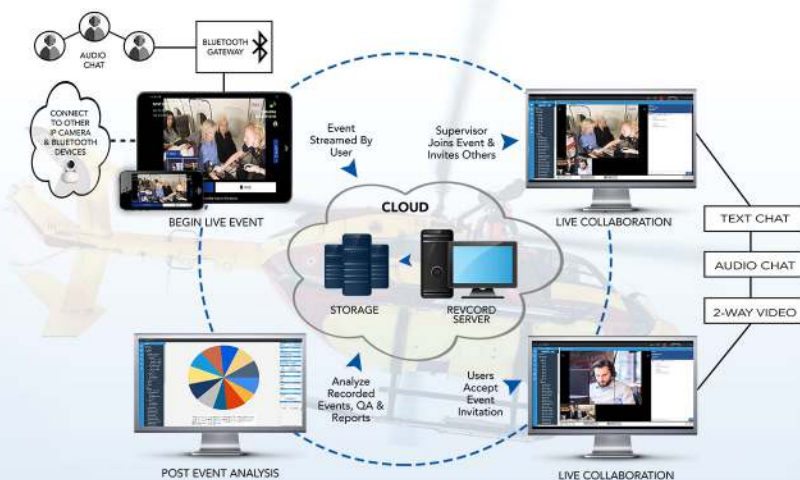 AUDIO
CHAT
BLUETOOTH
GATEWAY
CONNECT
TO OTHER
IP CAMERA
& BLUETOOTH
DEVICES
BEGIN LIVE EVENT
Event
Streamed By
User
Supervisor
Joins Event &
Invites Others
LIVE COLLABORATION
CLOUD
STORAGE
REVCORD
SERVER
TEXT CHAT
AUDIO CHAT
2-WAY VIDEO
Analyze
Recorded
Events, QA &
Reports
Users
Accept
Event
Invitation
POST EVENT ANALYSIS
LIVE COLLABORATION